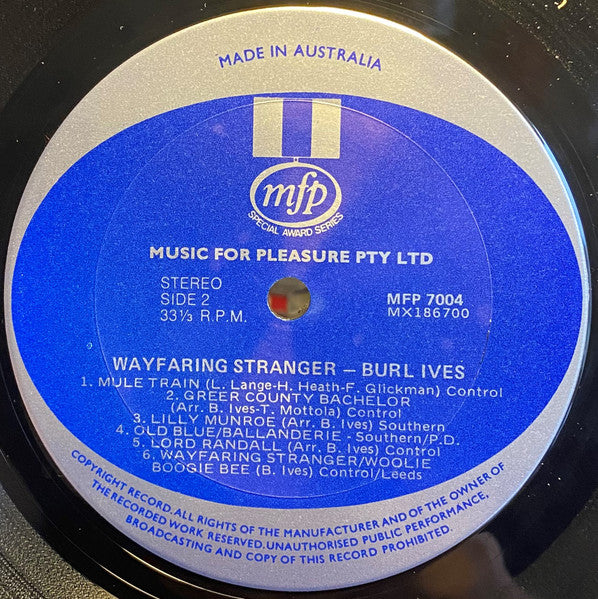 MADE IN AUSTRALIA
mfp
SPECIAL AWARD SERIES
MUSIC FOR PLEASURE PTY LTD
STEREO
SIDE 2
33⅓ R.P.M.
MFP 7004
MX186700
WAYFARING STRANGER – BURL IVES
1. MULE TRAIN (L. Lange-H. Heath-F. Glickman) Control
2. GREER COUNTY BACHELOR
(Arr. B. Ives-T. Mottola) Control
3. LILLY MUNROE (Arr. B. Ives) Southern
4. OLD BLUE/BALLANDERIE - Southern/P.D.
5. LORD RANDALL (Arr. B. Ives) Control
6. WAYFARING STRANGER/WOOLIE
BOOGIE BEE (B. Ives) Control/Leeds
COPYRIGHT RECORD. ALL RIGHTS OF THE MANUFACTURER AND OF THE OWNER OF
THE RECORDED WORK RESERVED. UNAUTHORISED PUBLIC PERFORMANCE,
BROADCASTING AND COPY OF THIS RECORD PROHIBITED.